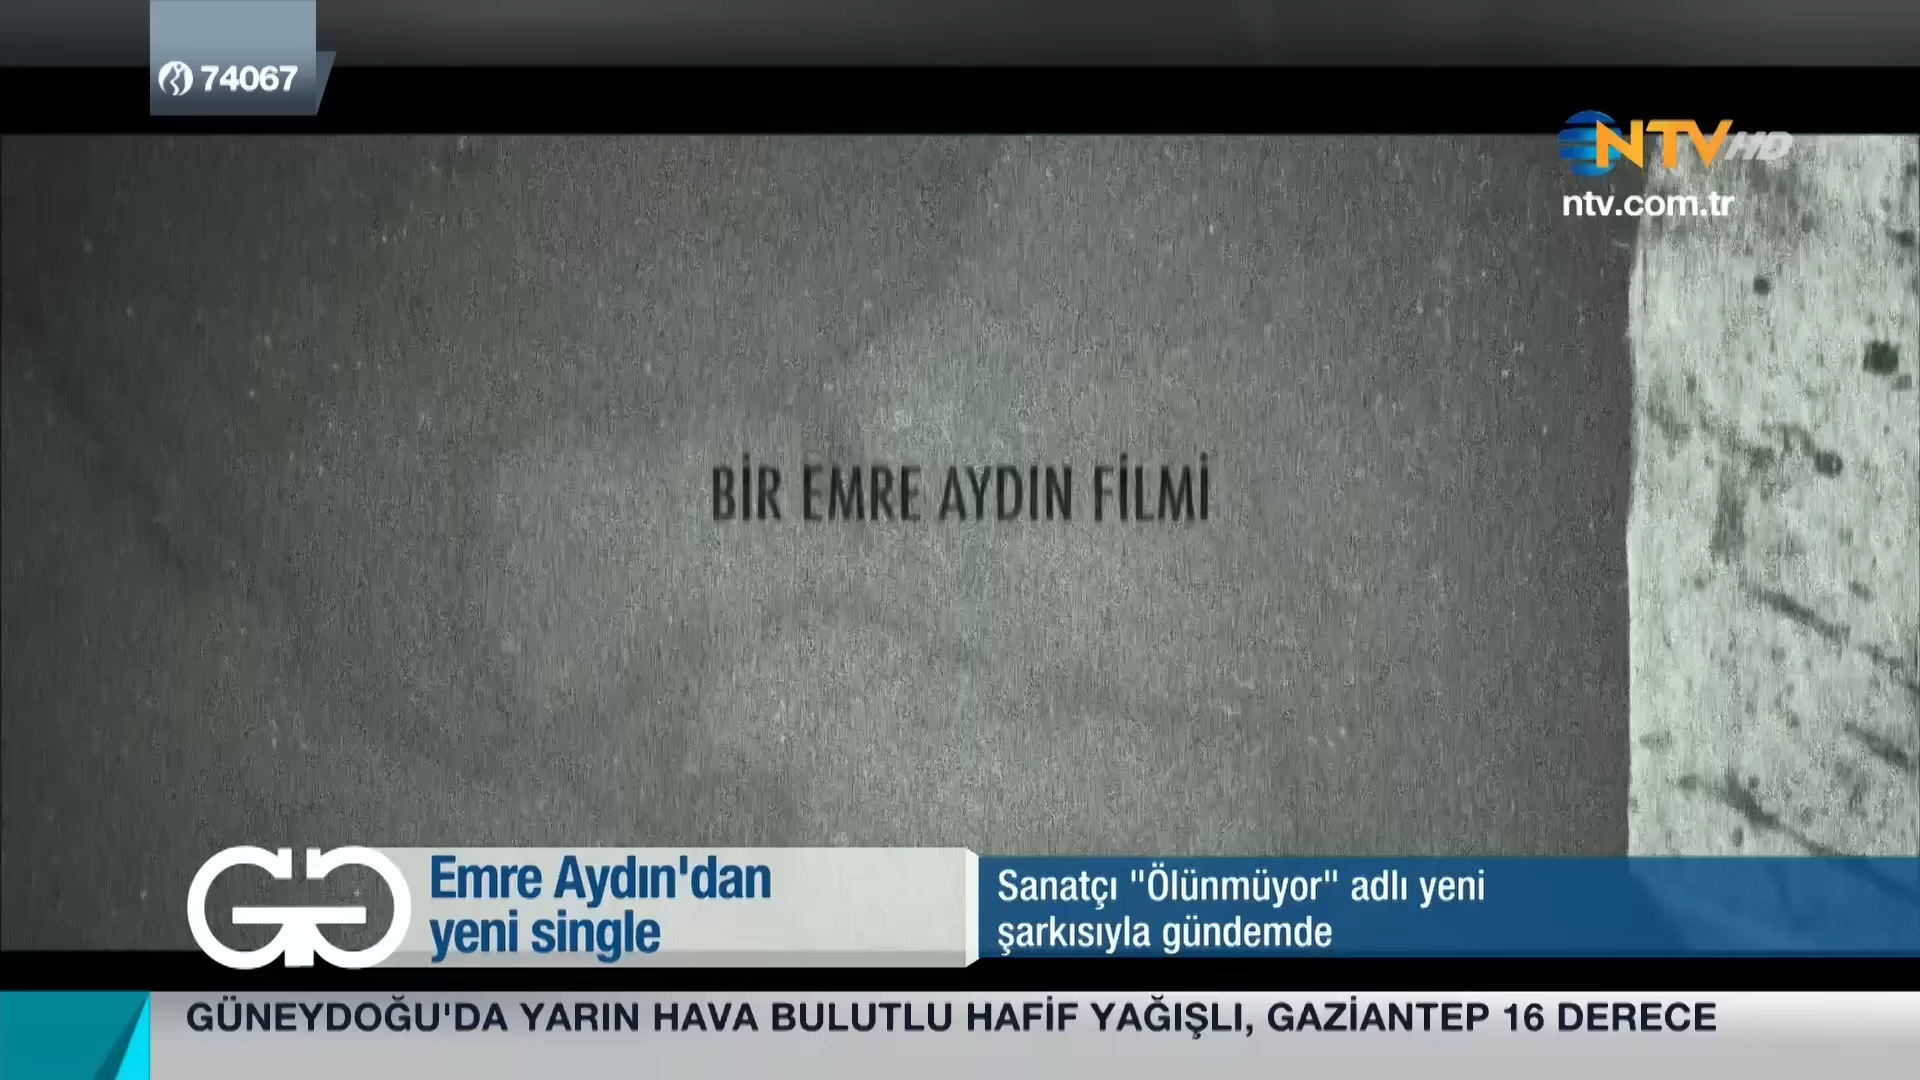 74067
NTV HD
ntv.com.tr
BİR EMRE AYDIN FİLMİ
GG
Emre Aydın'dan
yeni single
Sanatçı "Ölünmüyor" adlı yeni
şarkısıyla gündemde
GÜNEYDOĞU'DA YARIN HAVA BULUTLU HAFİF YAĞIŞLI, GAZİANTEP 16 DERECE